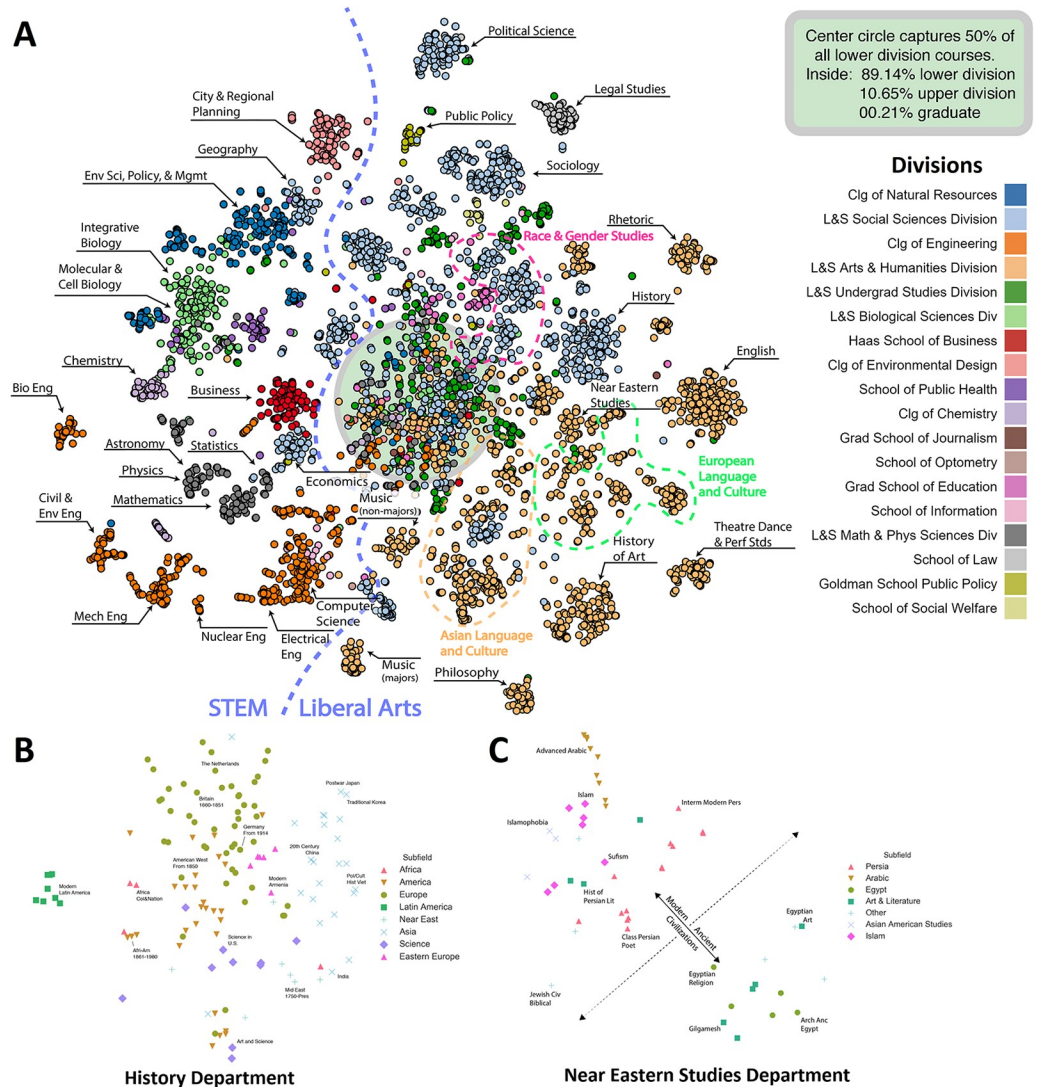 A
Political Science
Center circle captures 50% of
all lower division courses.
Inside: 89.14% lower division
10.65% upper division
00.21% graduate
City & Regional
Planning
Legal Studies
Public Policy
Geography
Sociology
Env Sci, Policy, & Mgmt
Divisions
Clg of Natural Resources
L&S Social Sciences Division
Clg of Engineering
L&S Arts & Humanities Division
L&S Undergrad Studies Division
L&S Biological Sciences Div
Haas School of Business
Clg of Environmental Design
School of Public Health
Clg of Chemistry
Grad School of Journalism
School of Optometry
Grad School of Education
School of Information
L&S Math & Phys Sciences Div
School of Law
Goldman School Public Policy
School of Social Welfare
Rhetoric
Integrative
Biology
Race & Gender Studies
Molecular &
Cell Biology
History
Chemistry
English
Bio Eng
Business
Near Eastern
Studies
Astronomy
Statistics
Physics
Economics
European
Language
and Culture
Mathematics
Music
(non-majors)
Civil &
Env Eng
History
of Art
Theatre Dance
& Perf Stds
Mech Eng
Nuclear Eng
Electrical
Eng
Computer
Science
Asian Language
and Culture
Music
(majors)
Philosophy
STEM
Liberal Arts
B
The Netherlands
Postwar Japan
Traditional Korea
Britain
1660-1851
Germany
From 1914
American West
From 1850
20th Century
China
Modern
Latin America
Africa
Col&Nation
Modern
Armenia
Pol/Cult
Hist Viet
Afri-Am
1861-1980
Science in
U.S.
India
Mid East
1750-Pres
Art and Science
Subfield
Africa
America
Europe
Latin America
Near East
Asia
Science
Eastern Europe
History Department
C
Advanced Arabic
Islam
Interm Modern Pers
Islamophobia
Sufism
Hist of
Persian Lit
Class Persian
Poet
Modern - Ancient
Civilizations
Egyptian
Art
Egyptian
Religion
Jewish Civ
Biblical
Gilgamesh
Arch Anc
Egypt
Subfield
Persia
Arabic
Egypt
Art & Literature
Other
Asian American Studies
Islam
Near Eastern Studies Department